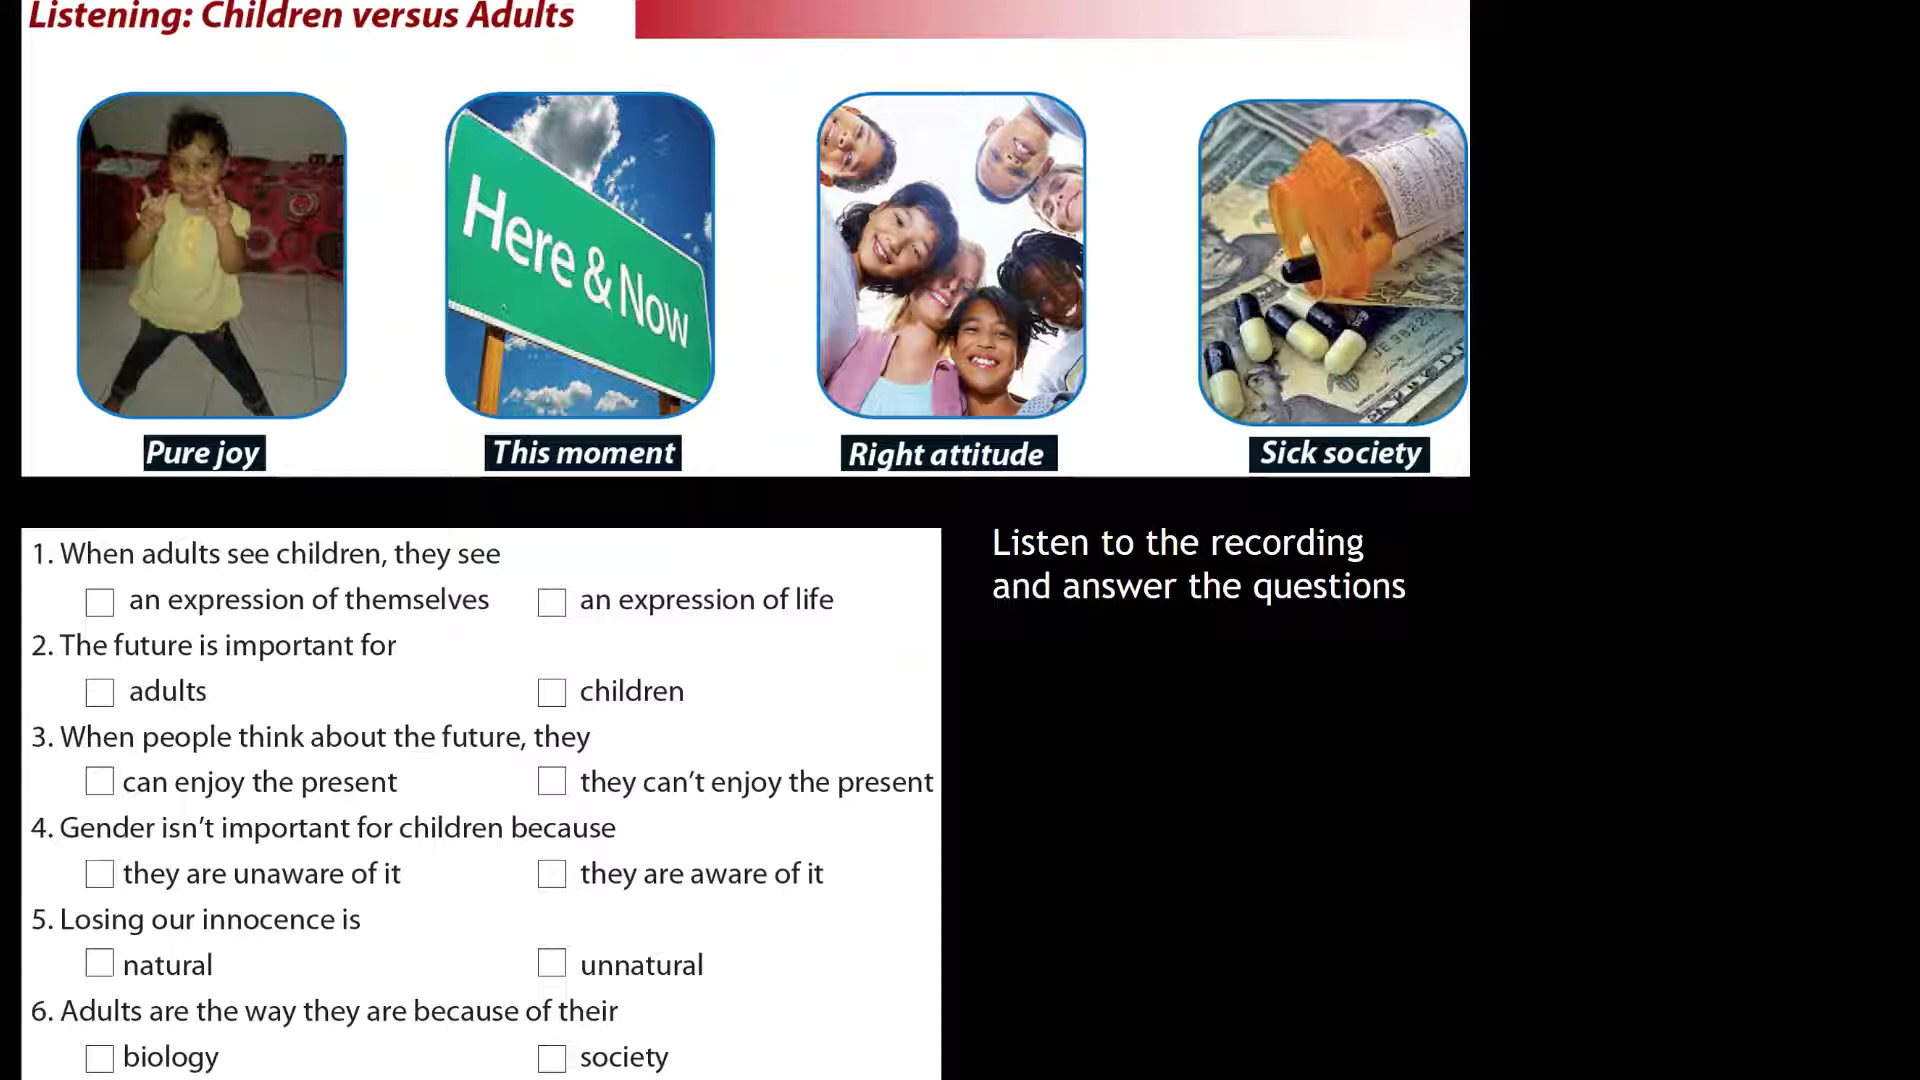 Listening: Children versus Adults
Here & Now
Pure joy
This moment
Right attitude
Sick society
1. When adults see children, they see
an expression of themselves
an expression of life
2. The future is important for
adults
children
3. When people think about the future, they
can enjoy the present
they can't enjoy the present
4. Gender isn't important for children because
they are unaware of it
they are aware of it
5. Losing our innocence is
natural
unnatural
6. Adults are the way they are because of their
biology
society
Listen to the recording
and answer the questions